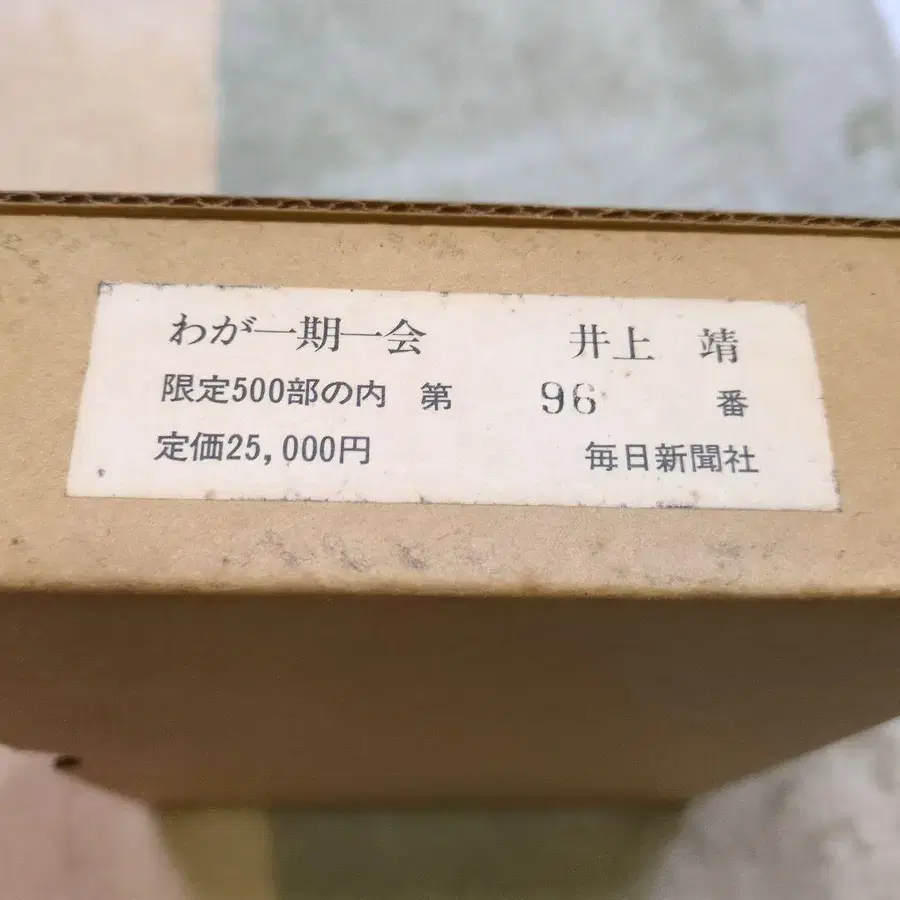 わが一期一会 井上 靖
限定500部の内 第 96 番
定価25,000円 毎日新聞社